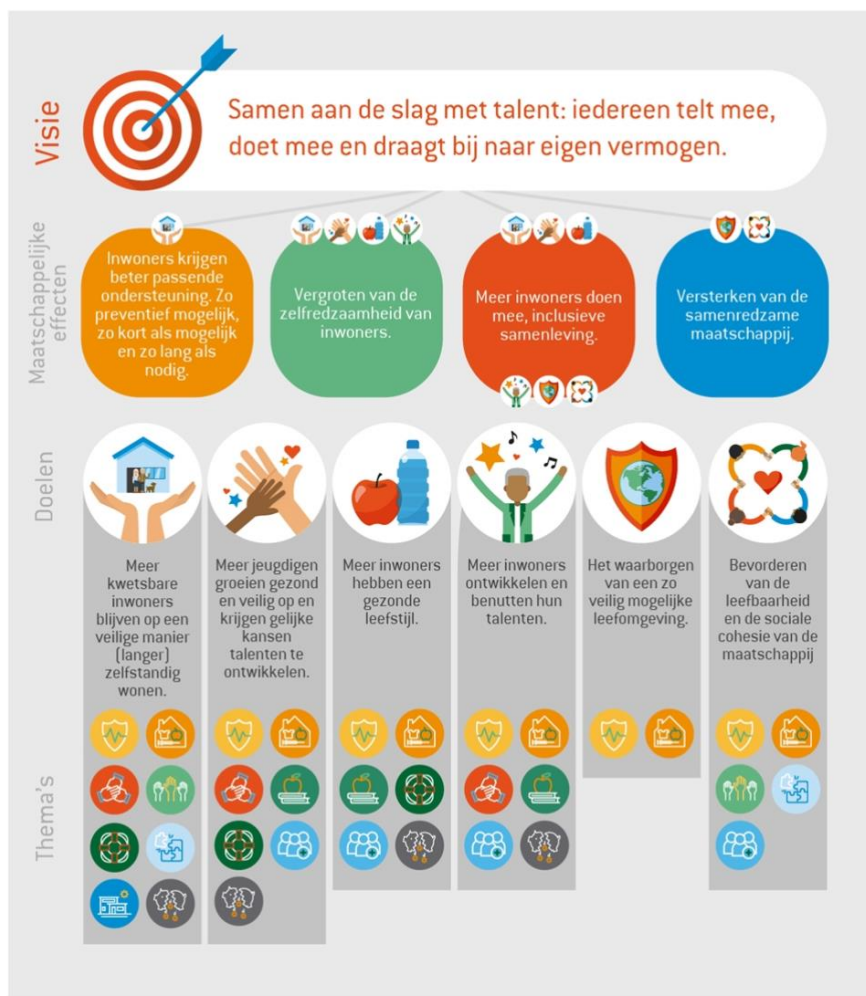 Visie
Samen aan de slag met talent: iedereen telt mee,
doet mee en draagt bij naar eigen vermogen.
Maatschappelijke
effecten
Inwoners krijgen
beter passende
ondersteuning. Zo
preventief mogelijk,
zo kort als mogelijk
en zo lang als
nodig.
Vergroten van de
zelfredzaamheid van
inwoners.
Meer inwoners doen
mee, inclusieve
samenleving.
Versterken van de
samenredzame
maatschappij.
Doelen
Meer
kwetsbare
inwoners
blijven op een
veilige manier
(langer)
zelfstandig
wonen.
Meer jeugdigen
groeien gezond
en veilig op en
krijgen gelijke
kansen
talenten te
ontwikkelen.
Meer inwoners
hebben een
gezonde
leefstijl.
Meer inwoners
ontwikkelen en
benutten hun
talenten.
Het waarborgen
van een zo
veilig mogelijke
leefomgeving.
Bevorderen
van de
leefbaarheid
en de sociale
cohesie van de
maatschappij
Thema's